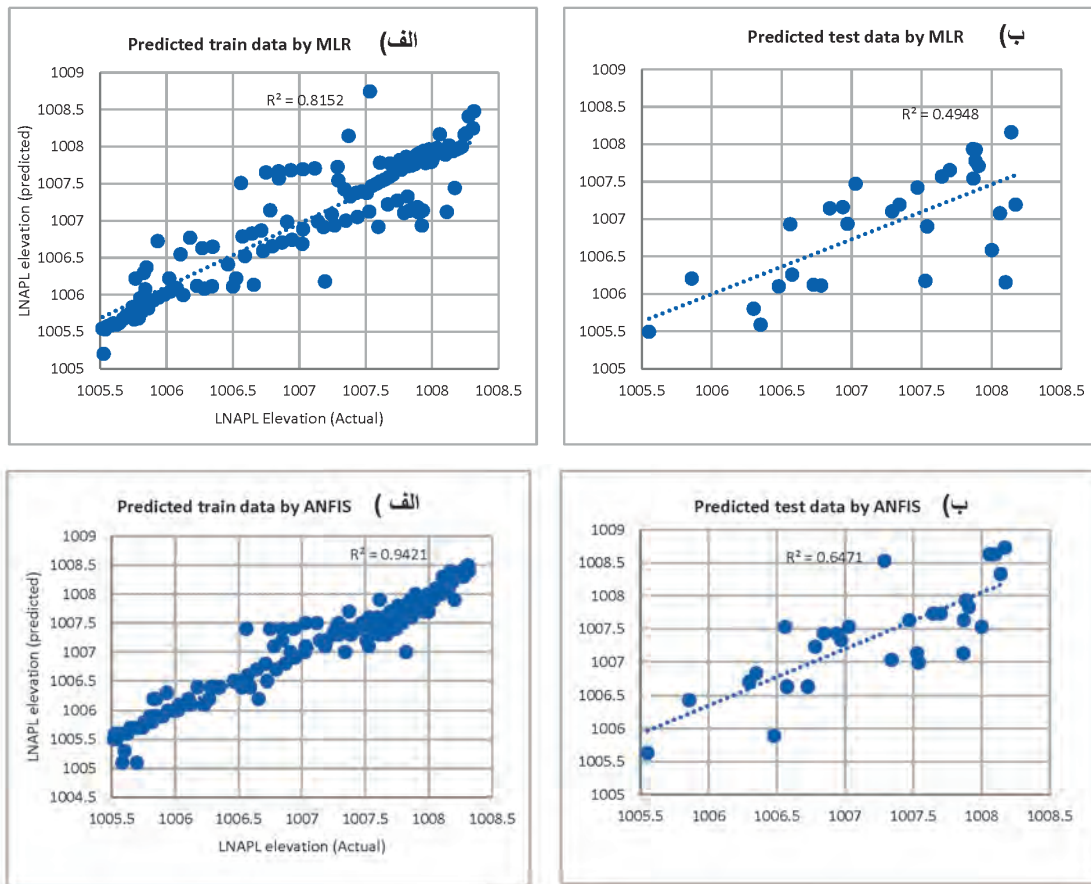 Predicted train data by MLR (الف
R² = 0.8152
LNAPL elevation (predicted)
1009
1008.5
1008
1007.5
1007
1006.5
1006
1005.5
1005
1005.5 1006 1006.5 1007 1007.5 1008 1008.5
LNAPL Elevation (Actual)
Predicted test data by MLR (ب
R² = 0.4948
1009
1008.5
1008
1007.5
1007
1006.5
1006
1005.5
1005
1005.5 1006 1006.5 1007 1007.5 1008 1008.5
Predicted train data by ANFIS (الف
R² = 0.9421
LNAPL elevation (predicted)
1009
1008.5
1008
1007.5
1007
1006.5
1006
1005.5
1005
1004.5
1005.5 1006 1006.5 1007 1007.5 1008 1008.5
LNAPL elevation (Actual)
Predicted test data by ANFIS (ب
R² = 0.6471
1009
1008.5
1008
1007.5
1007
1006.5
1006
1005.5
1005
1005.5 1006 1006.5 1007 1007.5 1008 1008.5